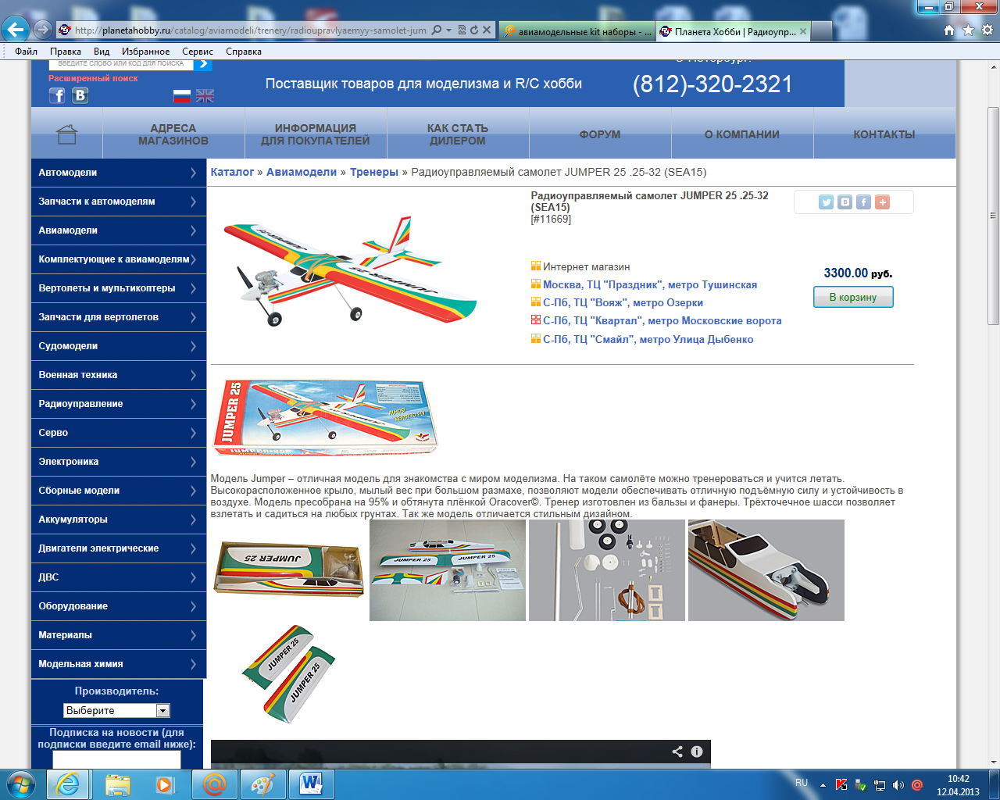 http://planetahobby.ru/catalog/aviamodeli/trenery/radioupravlyaemyy-samolet-jum
авиамодельные kit наборы - ...
Планета Хобби | Радиоупр...
Файл Правка Вид Избранное Сервис Справка
ВВЕДИТЕ СЛОВО ИЛИ КОД ДЛЯ ПОИСКА
Расширенный поиск
Поставщик товаров для моделизма и R/C хобби
(812)-320-2321
АДРЕСА
МАГАЗИНОВ
ИНФОРМАЦИЯ
ДЛЯ ПОКУПАТЕЛЕЙ
КАК СТАТЬ
ДИЛЕРОМ
ФОРУМ
О КОМПАНИИ
КОНТАКТЫ
Автомодели
Запчасти к автомоделям
Авиамодели
Комплектующие к авиамоделям
Вертолеты и мультикоптеры
Запчасти для вертолетов
Судомодели
Военная техника
Радиоуправление
Серво
Электроника
Сборные модели
Аккумуляторы
Двигатели электрические
ДВС
Оборудование
Материалы
Модельная химия
Производитель:
Выберите
Подписка на новости (для
подписки введите email ниже):
Каталог » Авиамодели » Тренеры » Радиоуправляемый самолет JUMPER 25 .25-32 (SEA15)
Радиоуправляемый самолет JUMPER 25 .25-32
(SEA15)
[#11669]
Интернет магазин
Москва, ТЦ "Праздник", метро Тушинская
С-Пб, ТЦ "Вояж", метро Озерки
С-Пб, ТЦ "Квартал", метро Московские ворота
С-Пб, ТЦ "Смайл", метро Улица Дыбенко
3300.00 руб.
В корзину
JUMPER 25
JUMPER 25
JUMPER 25
Модель Jumper – отличная модель для знакомства с миром моделизма. На таком самолёте можно тренероваться и учится летать.
Высокорасположенное крыло, мылый вес при большом размахе, позволяют модели обеспечивать отличную подъёмную силу и устойчивость в
воздухе. Модель пресобрана на 95% и обтянута плёнкой Oracover©. Тренер изготовлен из бальзы и фанеры. Трёхточечное шасси позволяет
взлетать и садиться на любых грунтах. Так же модель отличается стильным дизайном.
JUMPER 25
JUMPER 25 JUMPER 25
JUMPER 25
JUMPER 25
RU
10:42
12.04.2013